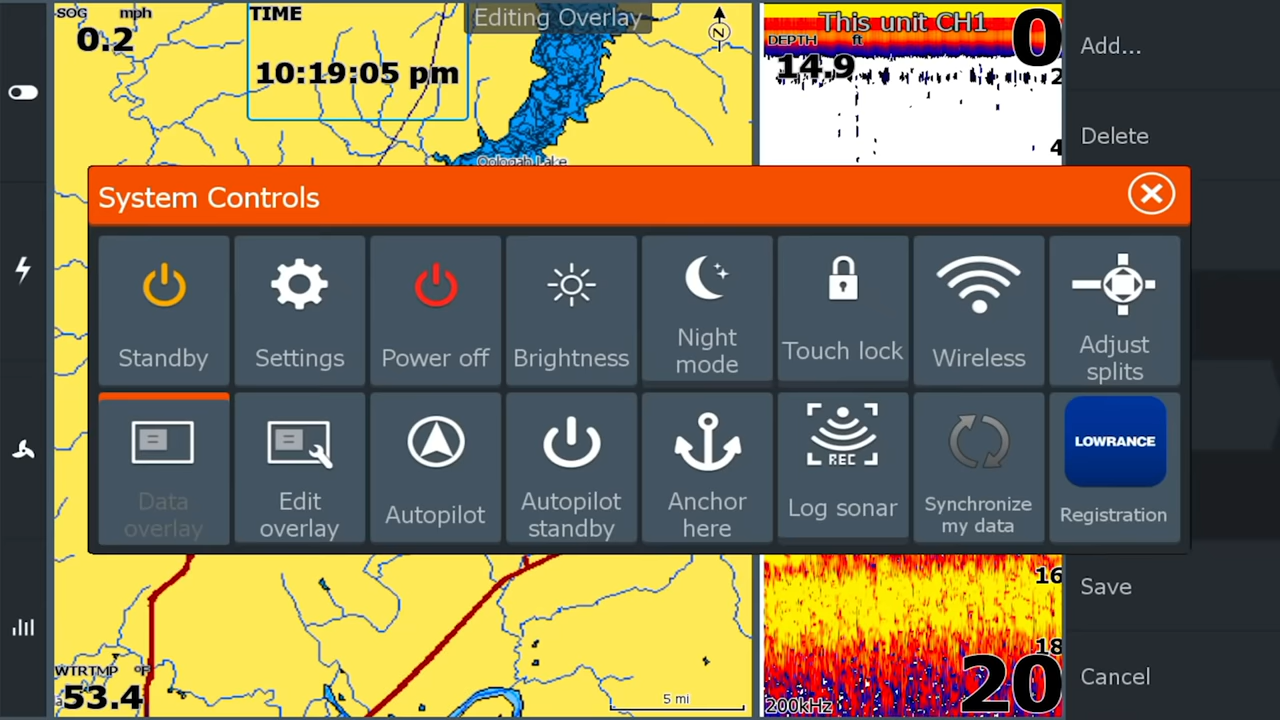 SOG mph
0.2
TIME
10:19:05 pm
Editing Overlay
N
This unit CH1
DEPTH ft
14.9
0
2
4
Add...
Delete
Oologah Lake
System Controls
Standby
Settings
Power off
Brightness
Night
mode
Touch lock
Wireless
Adjust
splits
Data
overlay
Edit
overlay
Autopilot
Autopilot
standby
Anchor
here
REC
Log sonar
Synchronize
my data
LOWRANCE
Registration
WTRTMP °F
53.4
5 mi
16
18
20
200kHz
Save
Cancel